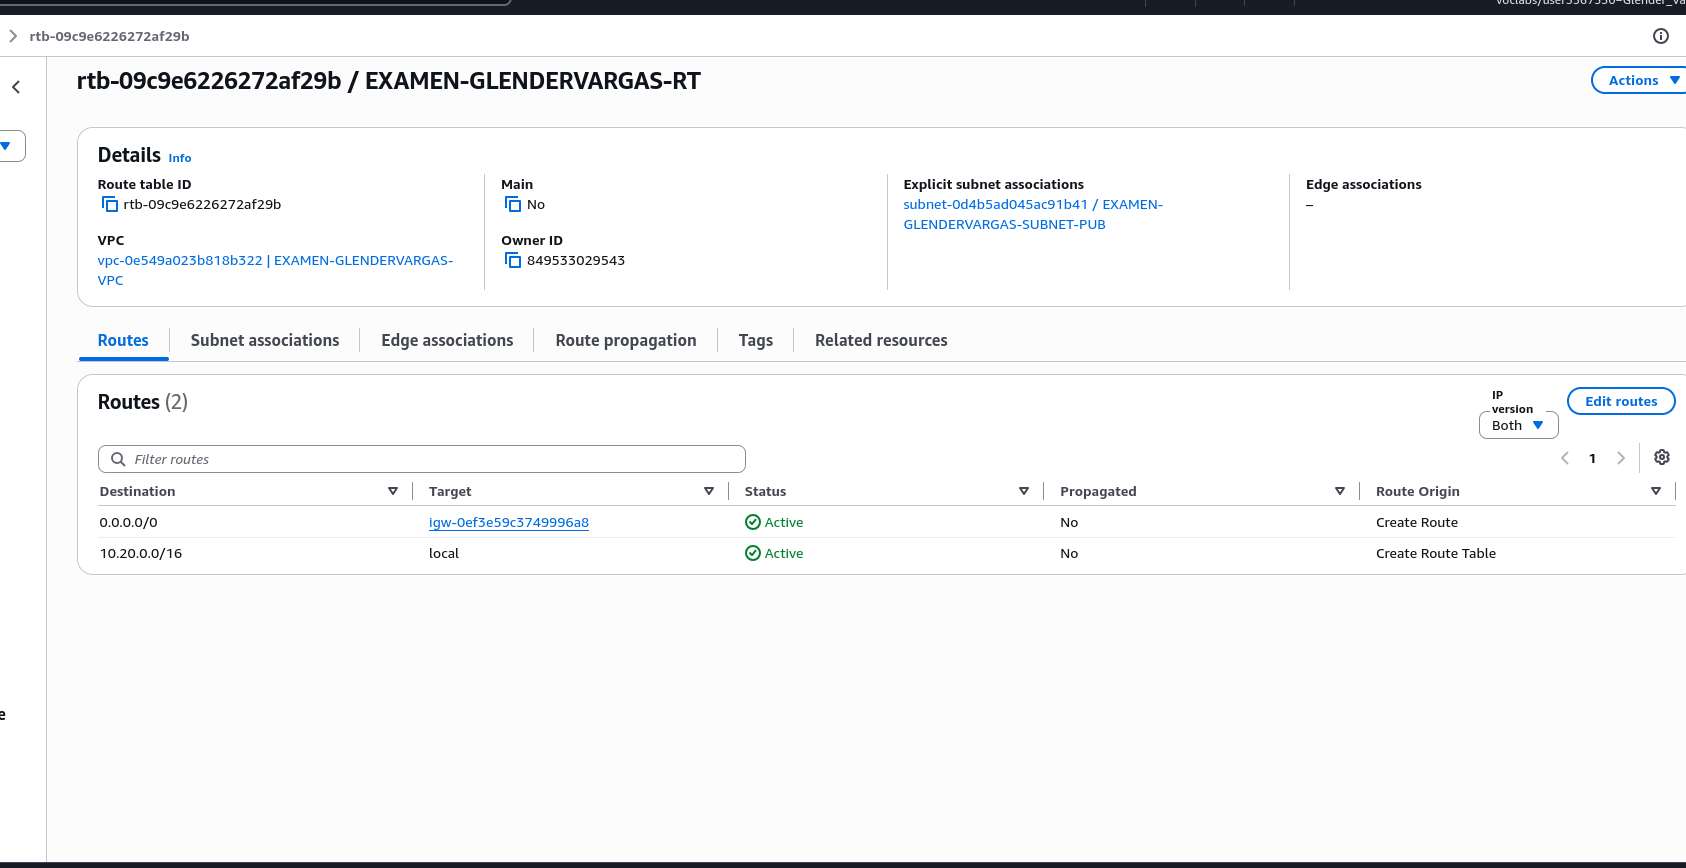 rtb-09c9e6226272af29b
rtb-09c9e6226272af29b / EXAMEN-GLENDERVARGAS-RT
Actions
Details Info
Route table ID
rtb-09c9e6226272af29b
Main
No
Explicit subnet associations
subnet-0d4b5ad045ac91b41 / EXAMEN-
GLENDERVARGAS-SUBNET-PUB
Edge associations
–
VPC
vpc-0e549a023b818b322 | EXAMEN-GLENDERVARGAS-
VPC
Owner ID
849533029543
Routes Subnet associations Edge associations Route propagation Tags Related resources
Routes (2)
IP
version
Both
Edit routes
Filter routes
1
Destination Target Status Propagated Route Origin
0.0.0.0/0 igw-0ef3e59c3749996a8 Active No Create Route
10.20.0.0/16 local Active No Create Route Table